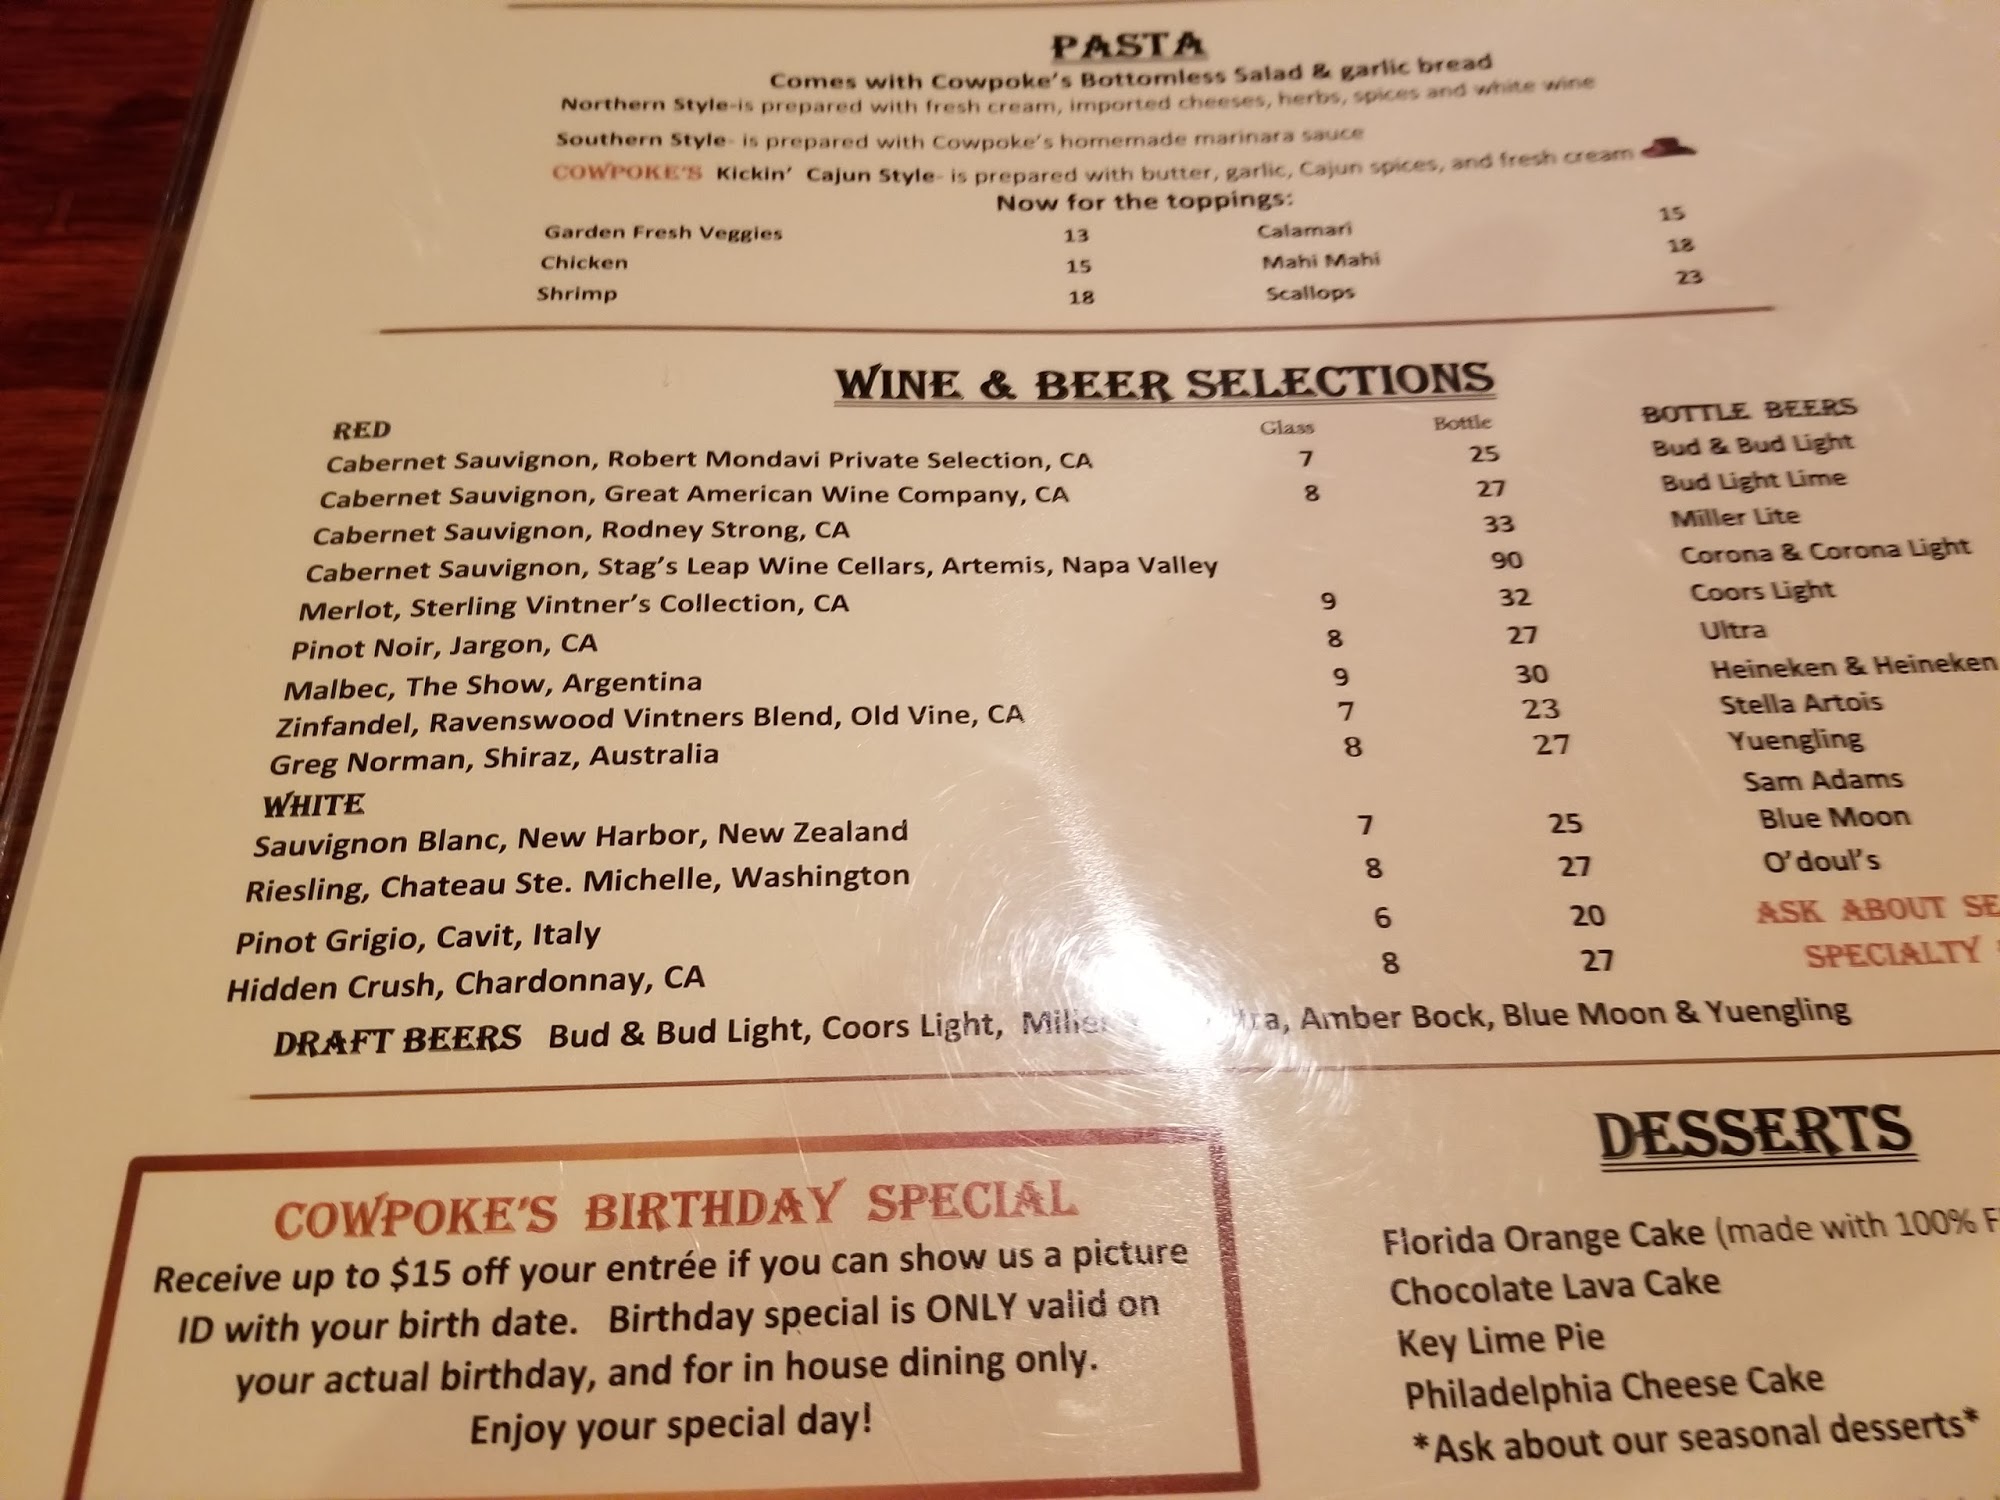 PASTA
Comes with Cowpoke's Bottomless Salad & garlic bread
Northern Style-is prepared with fresh cream, imported cheeses, herbs, spices and white wine
Southern Style- is prepared with Cowpoke's homemade marinara sauce
COWPOKE'S Kickin' Cajun Style- is prepared with butter, garlic, Cajun spices, and fresh cream
Now for the toppings:
Garden Fresh Veggies 13 Calamari 15
Chicken 15 Mahi Mahi 18
Shrimp 18 Scallops 23
WINE & BEER SELECTIONS
RED Glass Bottle
Cabernet Sauvignon, Robert Mondavi Private Selection, CA 7 25
Cabernet Sauvignon, Great American Wine Company, CA 8 27
Cabernet Sauvignon, Rodney Strong, CA 33
Cabernet Sauvignon, Stag's Leap Wine Cellars, Artemis, Napa Valley 90
Merlot, Sterling Vintner's Collection, CA 9 32
Pinot Noir, Jargon, CA 8 27
Malbec, The Show, Argentina 9 30
Zinfandel, Ravenswood Vintners Blend, Old Vine, CA 7 23
Greg Norman, Shiraz, Australia 8 27
WHITE
Sauvignon Blanc, New Harbor, New Zealand 7 25
Riesling, Chateau Ste. Michelle, Washington 8 27
Pinot Grigio, Cavit, Italy 6 20
Hidden Crush, Chardonnay, CA 8 27
BOTTLE BEERS
Bud & Bud Light
Bud Light Lime
Miller Lite
Corona & Corona Light
Coors Light
Ultra
Heineken & Heineken
Stella Artois
Yuengling
Sam Adams
Blue Moon
O'doul's
ASK ABOUT SE
SPECIALTY
DRAFT BEERS Bud & Bud Light, Coors Light, Miller Amber Bock, Blue Moon & Yuengling
COWPOKE'S BIRTHDAY SPECIAL
Receive up to $15 off your entrée if you can show us a picture
ID with your birth date. Birthday special is ONLY valid on
your actual birthday, and for in house dining only.
Enjoy your special day!
DESSERTS
Florida Orange Cake (made with 100% F
Chocolate Lava Cake
Key Lime Pie
Philadelphia Cheese Cake
*Ask about our seasonal desserts*